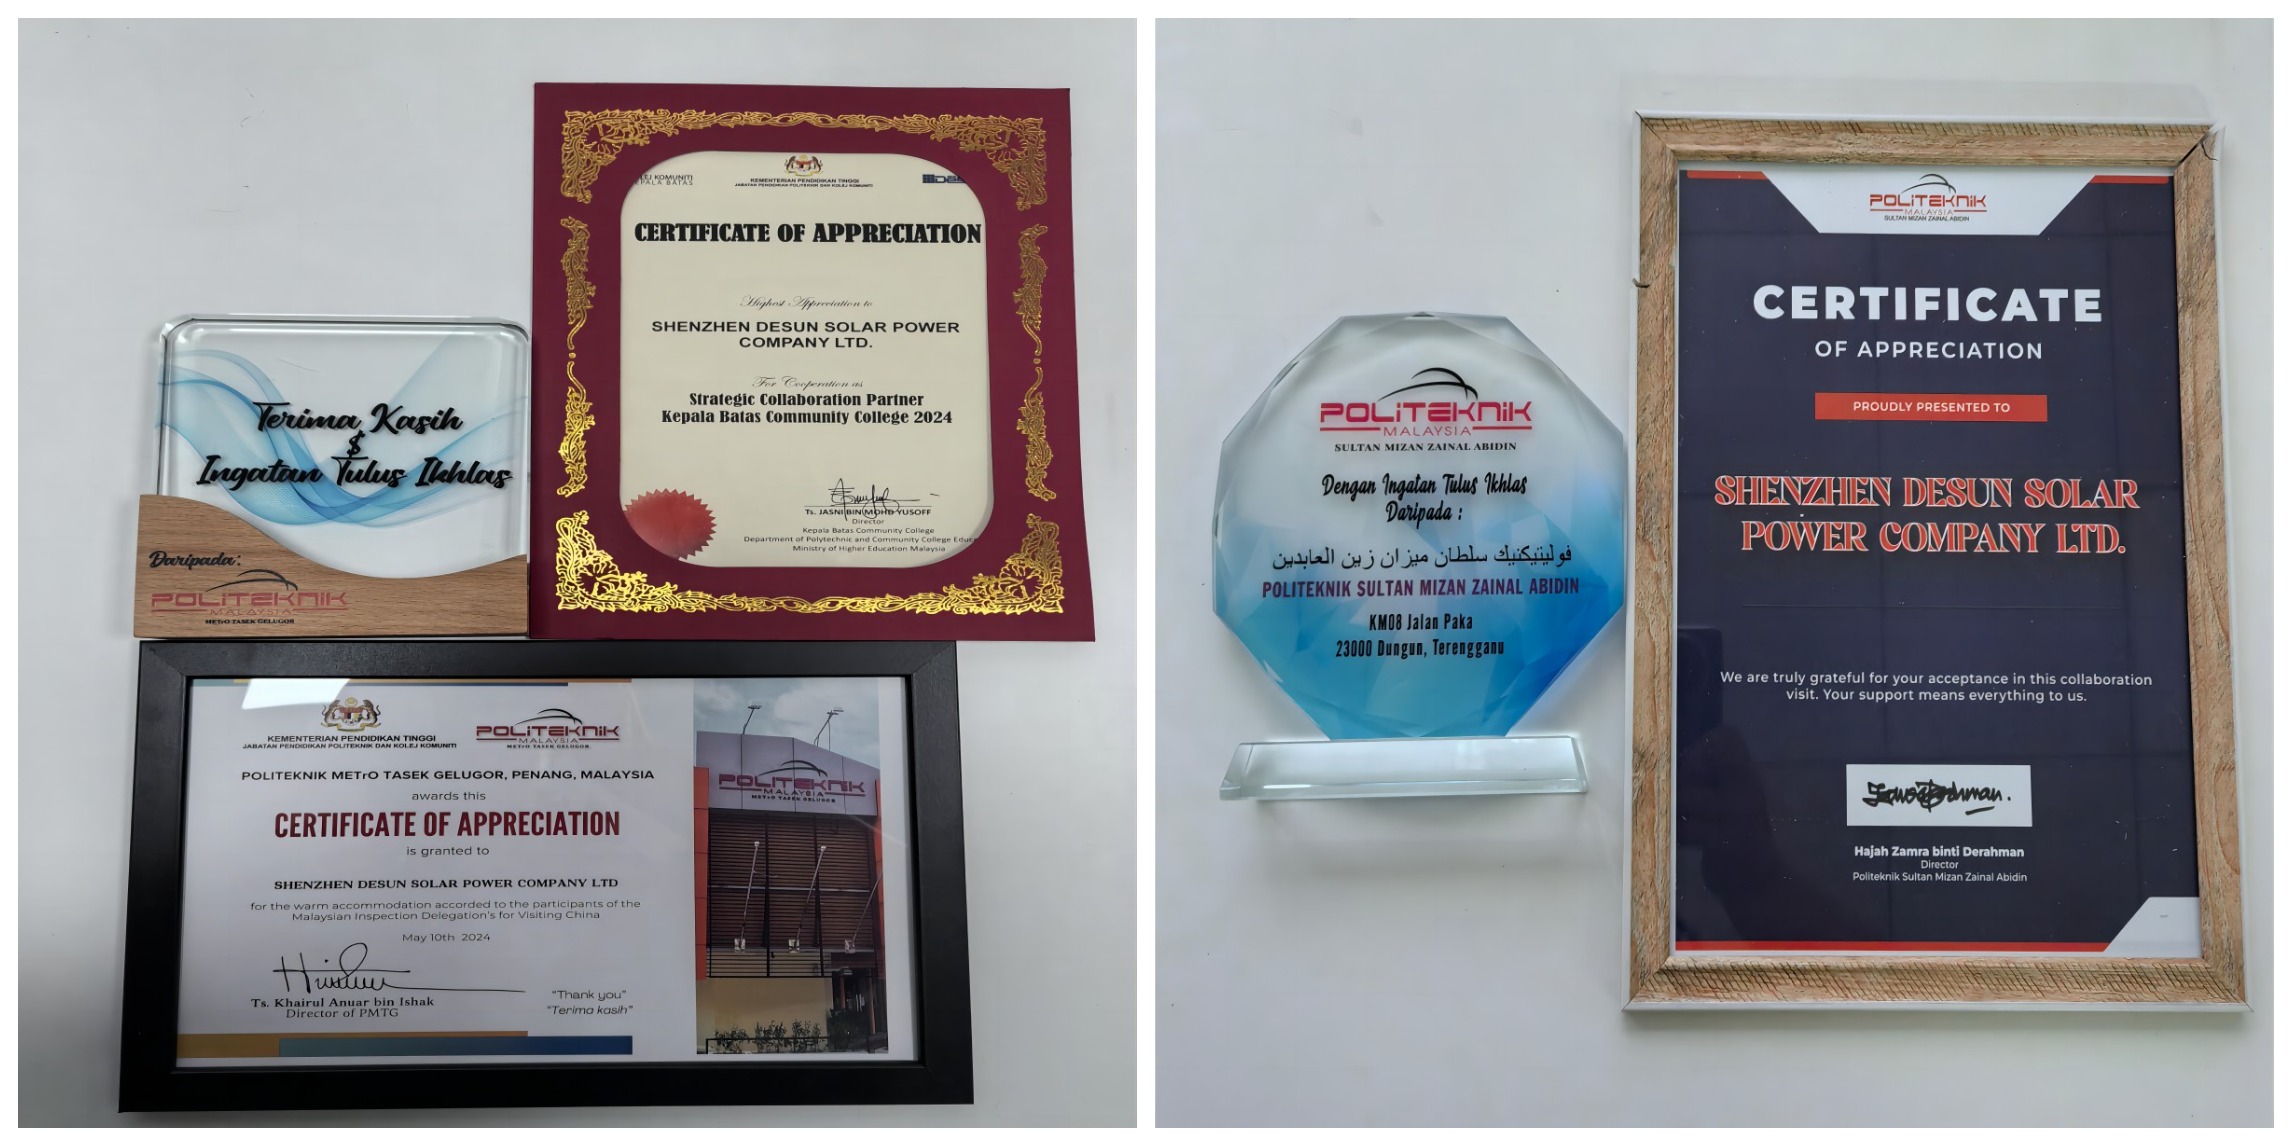 Terima Kasih
$
Ingatan Tulus Ikhlas
Daripada:
POLITEKNIK
MALAYSIA
METrO TASEK GELUGOR
KEMENTERIAN PENDIDIKAN TINGGI
JABATAN PENDIDIKAN POLITEKNIK DAN KOLEJ KOMUNITI
CERTIFICATE OF APPRECIATION
Highest Appreciation to
SHENZHEN DESUN SOLAR POWER
COMPANY LTD.
For Cooperation as
Strategic Collaboration Partner
Kepala Batas Community College 2024
Ts. JASNI BIN MOHD YUSOFF
Director
Kepala Batas Community College
Department of Polytechnic and Community College
Ministry of Higher Education Malaysia
KEMENTERIAN PENDIDIKAN TINGGI
JABATAN PENDIDIKAN POLITEKNIK DAN KOLEJ KOMUNITI
POLITEKNIK
MALAYSIA
METrO TASEK GELUGOR
POLITEKNIK METrO TASEK GELUGOR, PENANG, MALAYSIA
awards this
CERTIFICATE OF APPRECIATION
is granted to
SHENZHEN DESUN SOLAR POWER COMPANY LTD
for the warm accommodation accorded to the participants of the
Malaysian Inspection Delegation's for Visiting China
May 10th 2024
Ts. Khairul Anuar bin Ishak
Director of PMTG
"Thank you"
"Terima kasih"
POLITEKNIK
MALAYSIA
METrO TASEK GELUGOR
POLITEKNIK
MALAYSIA
SULTAN MIZAN ZAINAL ABIDIN
Dengan Ingatan Tulus Ikhlas
Daripada :
فوليتيكنيك سلطان ميزان زين العابدين
POLITEKNIK SULTAN MIZAN ZAINAL ABIDIN
KM08 Jalan Paka
23000 Dungun, Terengganu
POLITEKNIK
MALAYSIA
SULTAN MIZAN ZAINAL ABIDIN
CERTIFICATE
OF APPRECIATION
PROUDLY PRESENTED TO
SHENZHEN DESUN SOLAR
POWER COMPANY LTD.
We are truly grateful for your acceptance in this collaboration
visit. Your support means everything to us.
Hajah Zamra binti Derahman
Director
Politeknik Sultan Mizan Zainal Abidin